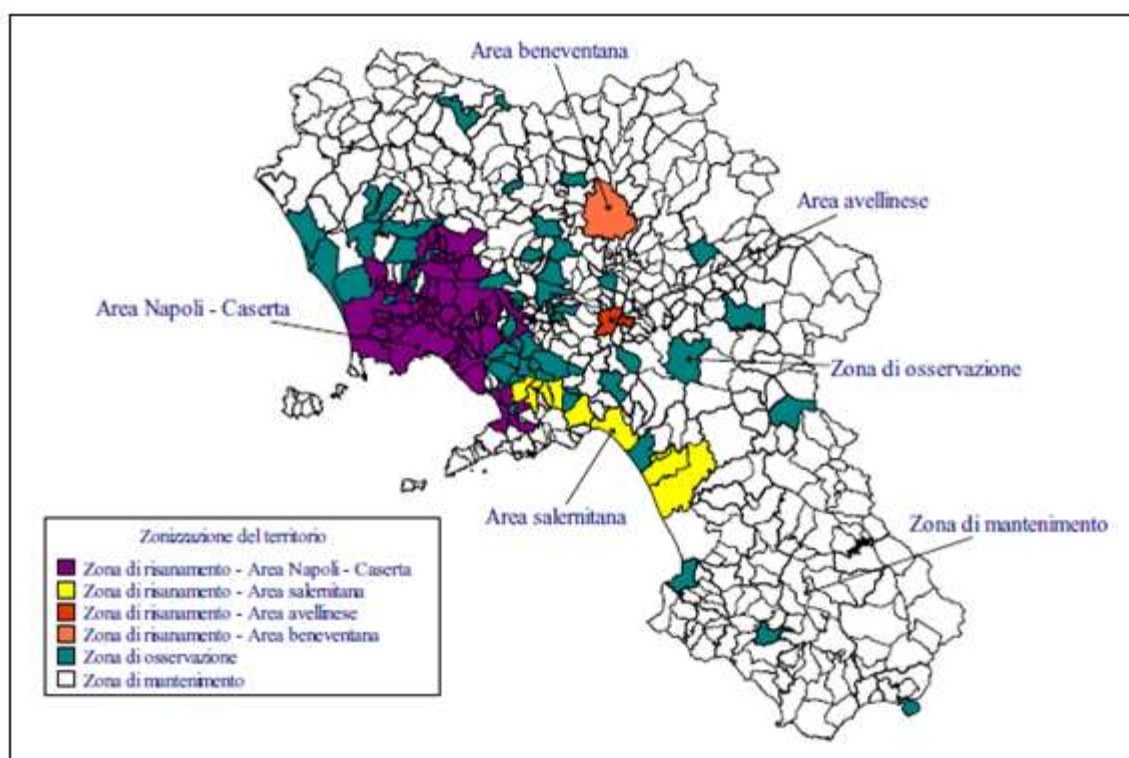 Area beneventana
Area avellinese
Area Napoli - Caserta
Zona di osservazione
Area salernitana
Zona di mantenimento
Zonizzazione del territorio
Zona di risanamento - Area Napoli - Caserta
Zona di risanamento - Area salernitana
Zona di risanamento - Area avellinese
Zona di risanamento - Area beneventana
Zona di osservazione
Zona di mantenimento